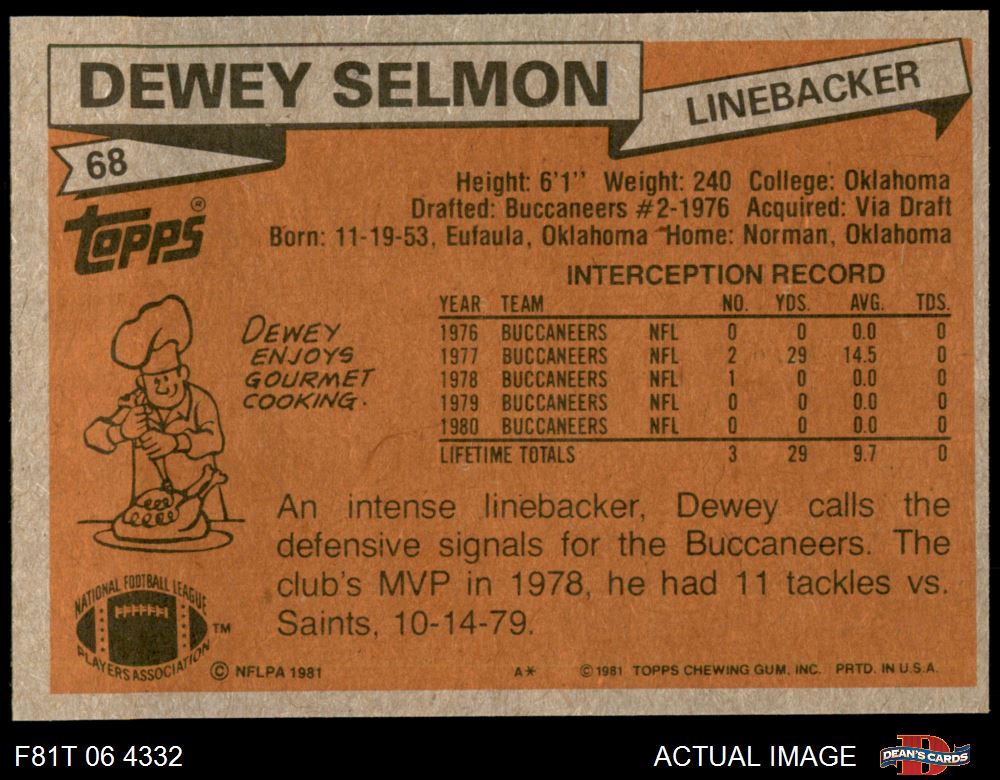 DEWEY SELMON
LINEBACKER
68
TOPPS®
Height: 6'1" Weight: 240 College: Oklahoma
Drafted: Buccaneers #2-1976 Acquired: Via Draft
Born: 11-19-53, Eufaula, Oklahoma Home: Norman, Oklahoma
INTERCEPTION RECORD
YEAR TEAM NO. YDS. AVG. TDS.
1976 BUCCANEERS NFL 0 0 0.0 0
1977 BUCCANEERS NFL 2 29 14.5 0
1978 BUCCANEERS NFL 1 0 0.0 0
1979 BUCCANEERS NFL 0 0 0.0 0
1980 BUCCANEERS NFL 0 0 0.0 0
LIFETIME TOTALS 3 29 9.7 0
DEWEY
ENJOYS
GOURMET
COOKING.
An intense linebacker, Dewey calls the
defensive signals for the Buccaneers. The
club's MVP in 1978, he had 11 tackles vs.
Saints, 10-14-79.
NATIONAL FOOTBALL LEAGUE
PLAYERS ASSOCIATION
TM
© NFLPA 1981
A*
© 1981 TOPPS CHEWING GUM, INC. PRTD. IN U.S.A.
F81T 06 4332
ACTUAL IMAGE
DEAN'S CARDS